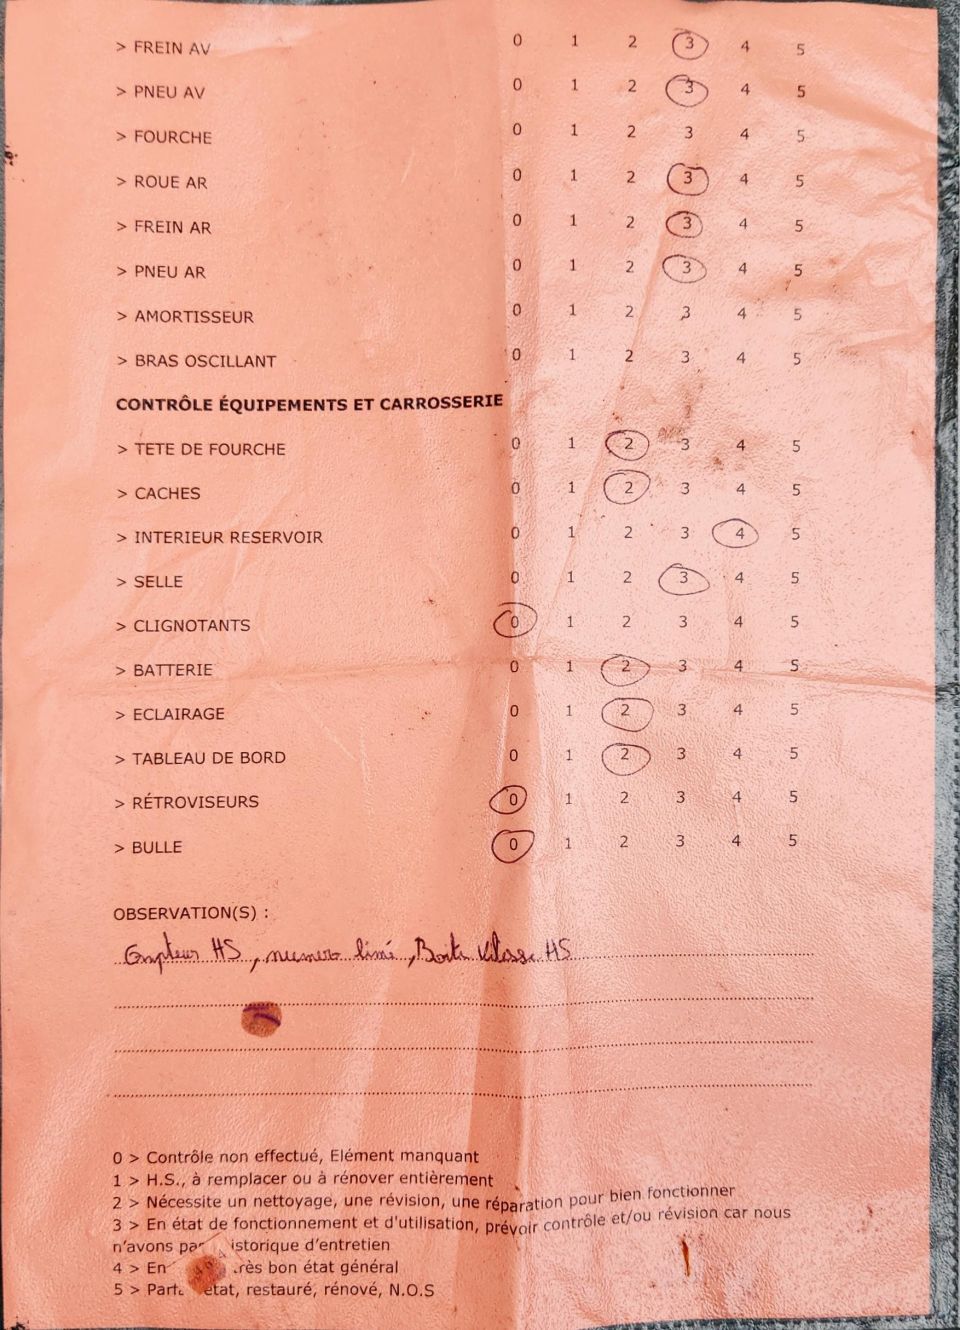 > FREIN AV 0 1 2 3 4 5
> PNEU AV 0 1 2 3 4 5
> FOURCHE 0 1 2 3 4 5
> ROUE AR 0 1 2 3 4 5
> FREIN AR 0 1 2 3 4 5
> PNEU AR 0 1 2 3 4 5
> AMORTISSEUR 0 1 2 3 4 5
> BRAS OSCILLANT 0 1 2 3 4 5
CONTRÔLE ÉQUIPEMENTS ET CARROSSERIE
> TETE DE FOURCHE 0 1 2 3 4 5
> CACHES 0 1 2 3 4 5
> INTERIEUR RESERVOIR 0 1 2 3 4 5
> SELLE 0 1 2 3 4 5
> CLIGNOTANTS 0 1 2 3 4 5
> BATTERIE 0 1 2 3 4 5
> ECLAIRAGE 0 1 2 3 4 5
> TABLEAU DE BORD 0 1 2 3 4 5
> RÉTROVISEURS 0 1 2 3 4 5
> BULLE 0 1 2 3 4 5
OBSERVATION(S) :
HS, numero limé, Boite HS
0 > Contrôle non effectué, Elément manquant
1 > H.S., à remplacer ou à rénover entièrement
2 > Nécessite un nettoyage, une révision, une réparation pour bien fonctionner
3 > En état de fonctionnement et d'utilisation, prévoir contrôle et/ou révision car nous
n'avons d'entretien
4 > En bon état général
5 > restauré, rénové, N.O.S